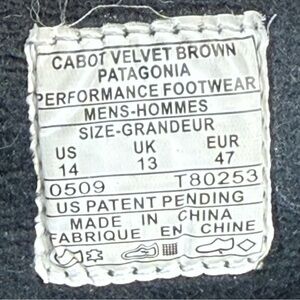 CABOT VELVET BROWN
PATAGONIA
PERFORMANCE FOOTWEAR
MENS-HOMMES
SIZE-GRANDEUR
US UK EUR
14 13 47
0509 T80253
US PATENT PENDING
MADE IN CHINA
FABRIQUE EN CHINE